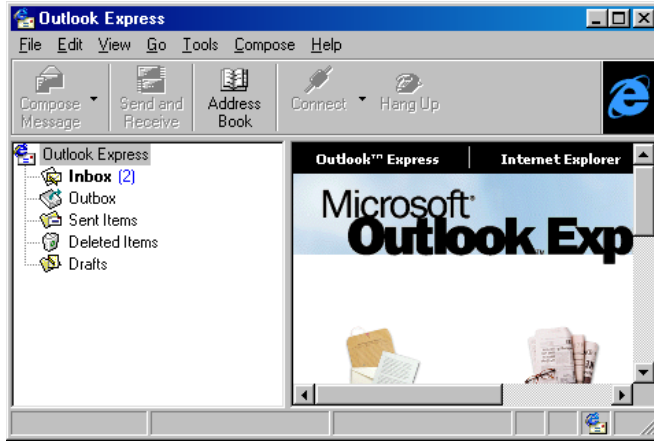 Outlook Express
File Edit View Go Tools Compose Help
Compose Message
Send and Receive
Address Book
Connect
Hang Up
Outlook Express
Inbox (2)
Outbox
Sent Items
Deleted Items
Drafts
Outlook™ Express Internet Explorer
Microsoft®
Outlook™ Exp